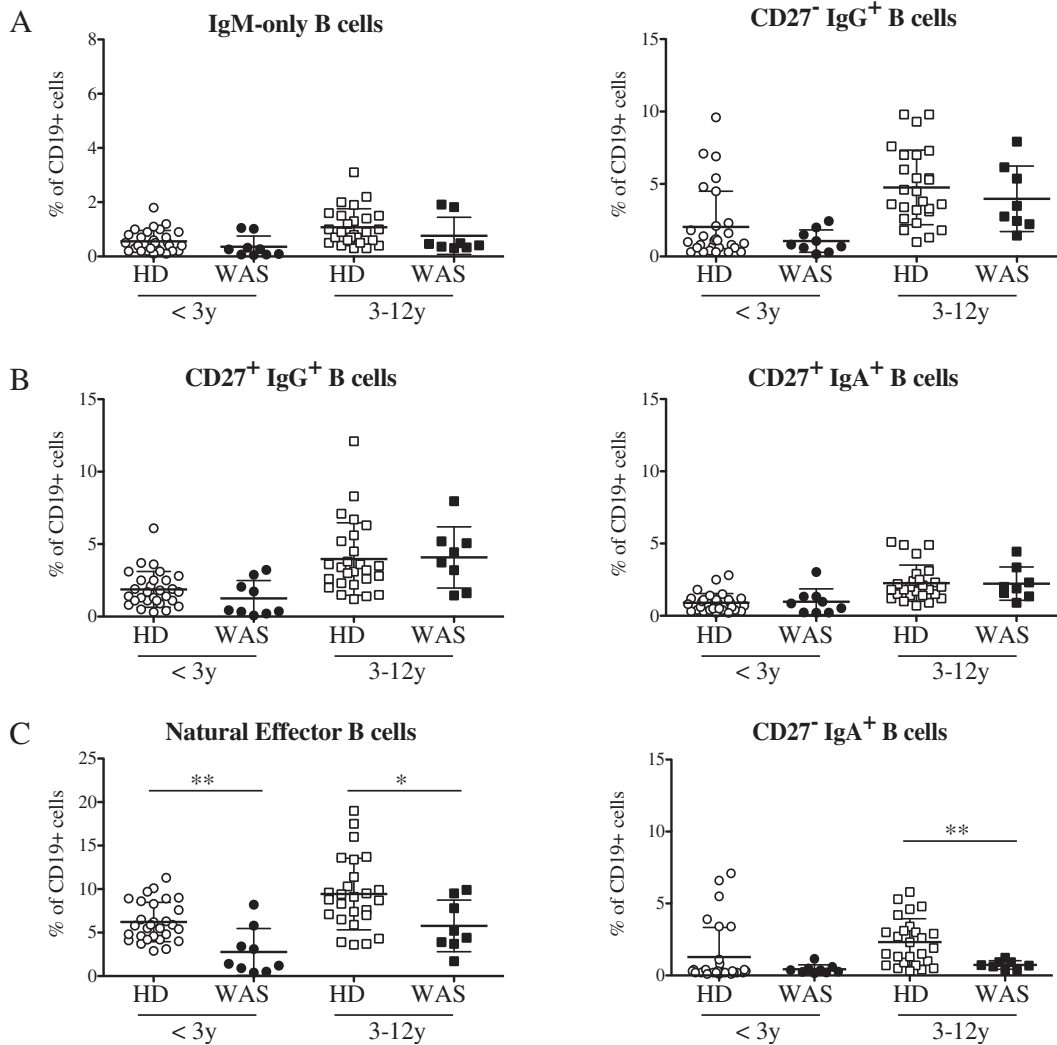 A
IgM-only B cells
% of CD19+ cells
8
6
4
2
0
HD WAS HD WAS
< 3y 3-12y
CD27⁻ IgG⁺ B cells
% of CD19+ cells
15
10
5
0
HD WAS HD WAS
< 3y 3-12y
B
CD27⁺ IgG⁺ B cells
% of CD19+ cells
15
10
5
0
HD WAS HD WAS
< 3y 3-12y
CD27⁺ IgA⁺ B cells
% of CD19+ cells
15
10
5
0
HD WAS HD WAS
< 3y 3-12y
C
Natural Effector B cells
% of CD19+ cells
25
20
15
10
5
0
** *
HD WAS HD WAS
< 3y 3-12y
CD27⁻ IgA⁺ B cells
% of CD19+ cells
15
10
5
0
**
HD WAS HD WAS
< 3y 3-12y